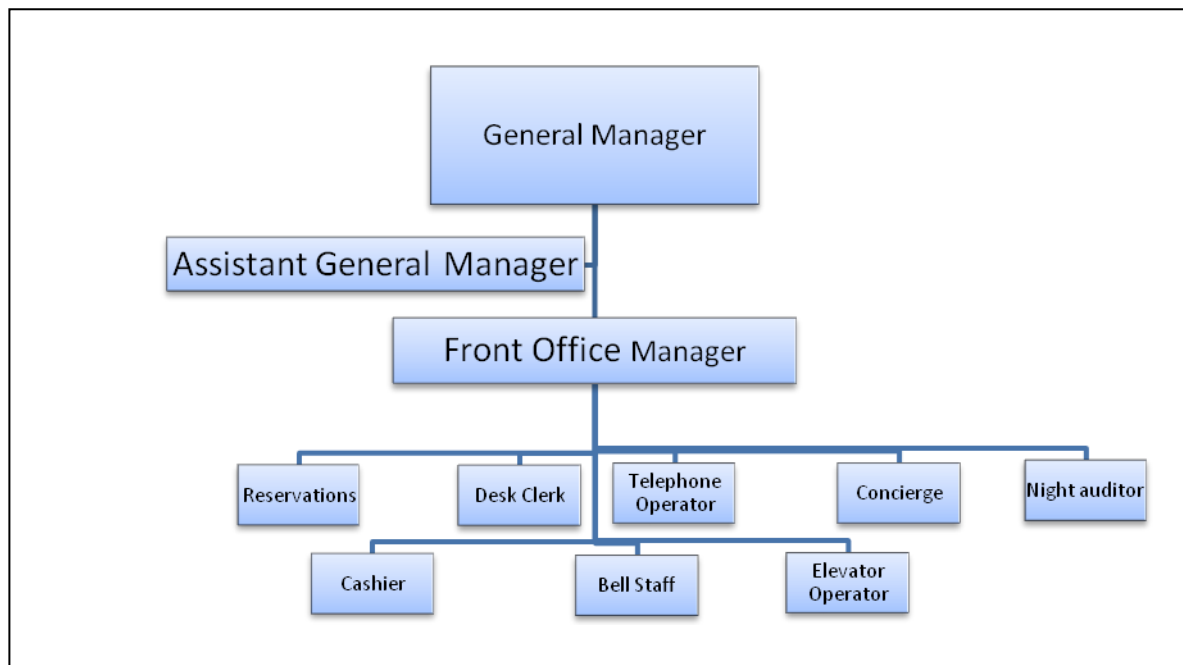 General Manager
Assistant General Manager
Front Office Manager
Reservations
Desk Clerk
Telephone
Operator
Concierge
Night auditor
Cashier
Bell Staff
Elevator
Operator